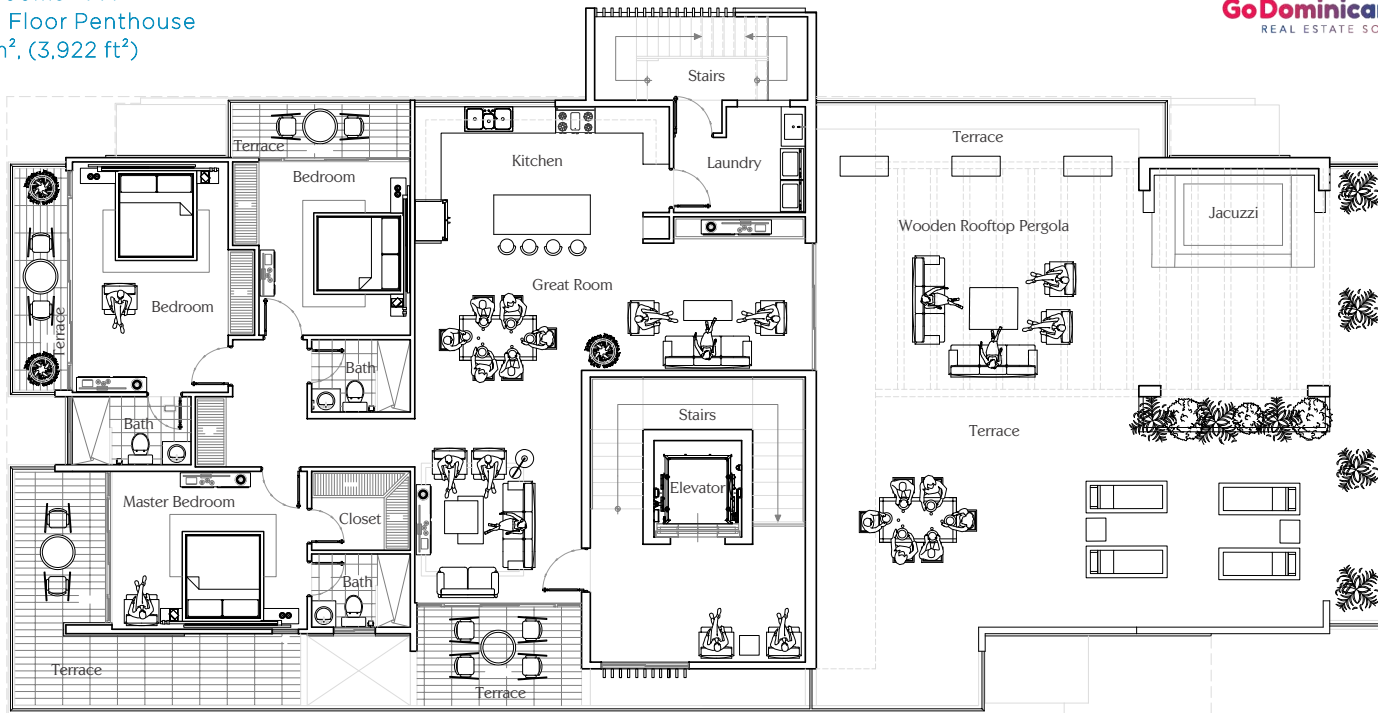 Floor Penthouse
(3,922 ft²)
GoDominican
REAL ESTATE SO
Stairs
Terrace
Kitchen
Laundry
Terrace
Bedroom
Jacuzzi
Wooden Rooftop Pergola
Great Room
Bedroom
Terrace
Bath
Stairs
Bath
Terrace
Elevator
Master Bedroom
Closet
Bath
Terrace
Terrace